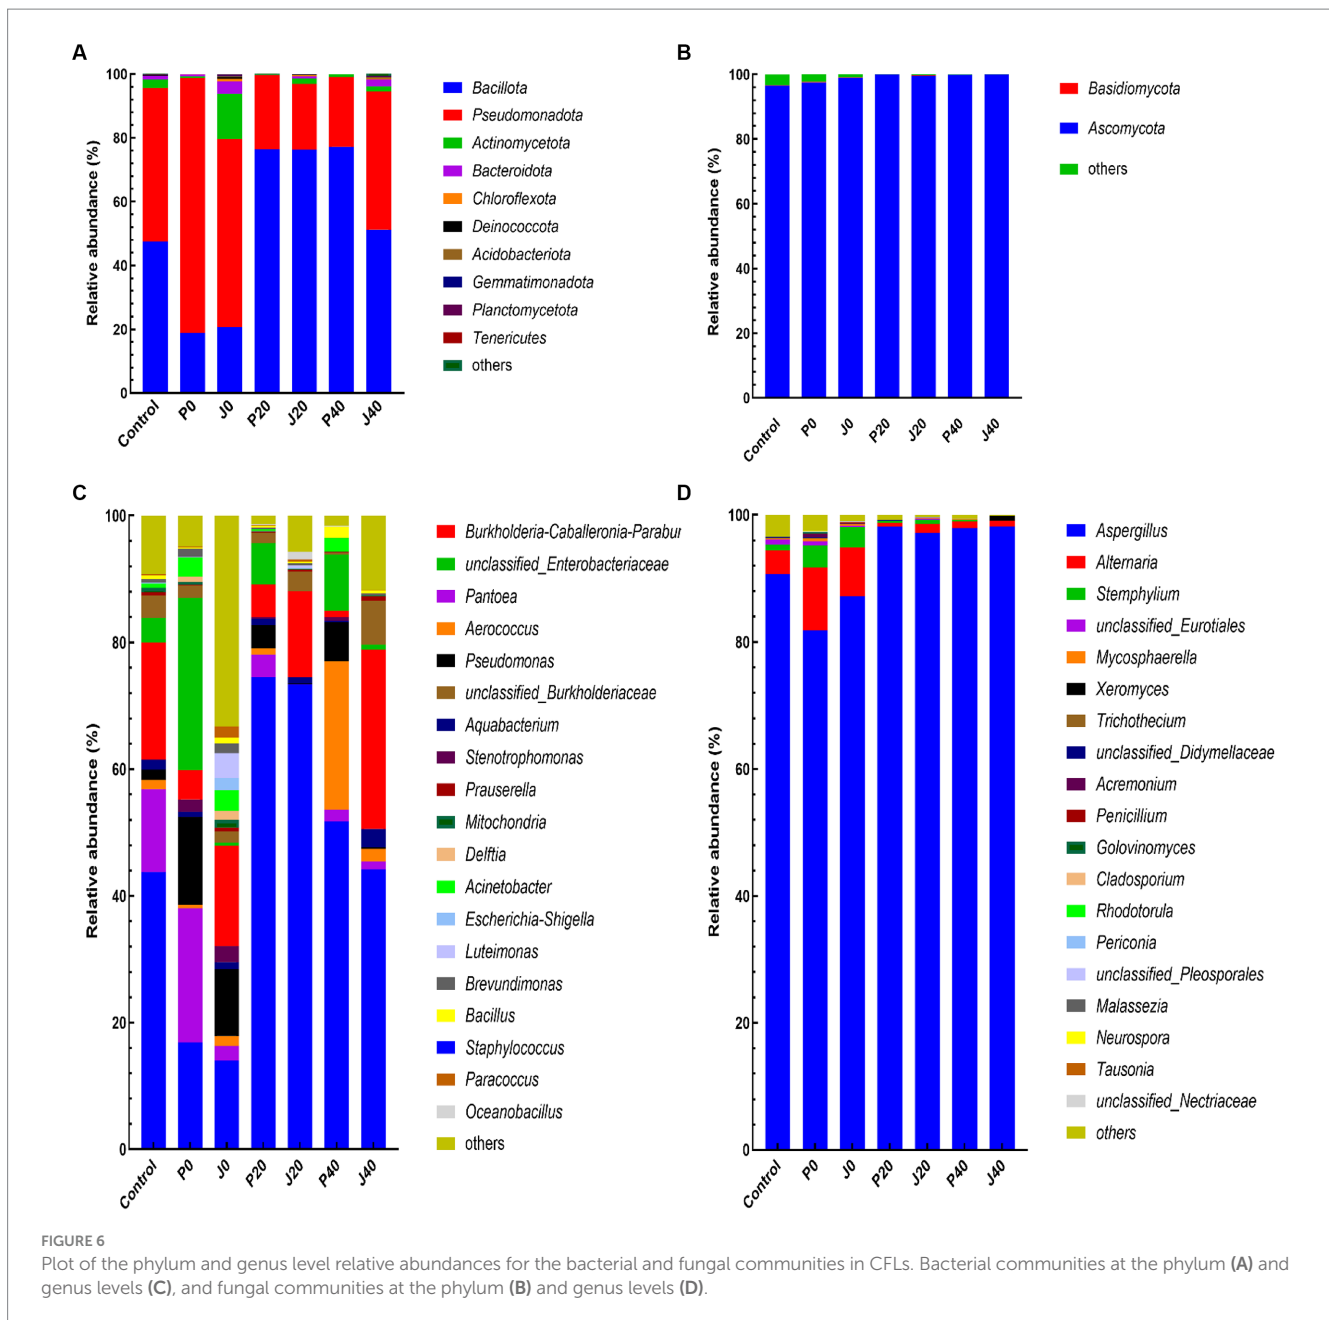 A
Relative abundance (%)
100
80
60
40
20
0
Control
P0
J0
P20
J20
P40
J40
Bacillota
Pseudomonadota
Actinomycetota
Bacteroidota
Chloroflexota
Deinococcota
Acidobacteriota
Gemmatimonadota
Planctomycetota
Tenericutes
others
B
Relative abundance (%)
100
80
60
40
20
0
Control
P0
J0
P20
J20
P40
J40
Basidiomycota
Ascomycota
others
C
Relative abundance (%)
100
80
60
40
20
0
Control
P0
J0
P20
J20
P40
J40
Burkholderia-Caballeronia-Parabur
unclassified_Enterobacteriaceae
Pantoea
Aerococcus
Pseudomonas
unclassified_Burkholderiaceae
Aquabacterium
Stenotrophomonas
Prauserella
Mitochondria
Delftia
Acinetobacter
Escherichia-Shigella
Luteimonas
Brevundimonas
Bacillus
Staphylococcus
Paracoccus
Oceanobacillus
others
D
Relative abundance (%)
100
80
60
40
20
0
Control
P0
J0
P20
J20
P40
J40
Aspergillus
Alternaria
Stemphylium
unclassified_Eurotiales
Mycosphaerella
Xeromyces
Trichothecium
unclassified_Didymellaceae
Acremonium
Penicillium
Golovinomyces
Cladosporium
Rhodotorula
Periconia
unclassified_Pleosporales
Malassezia
Neurospora
Tausonia
unclassified_Nectriaceae
others
FIGURE 6
Plot of the phylum and genus level relative abundances for the bacterial and fungal communities in CFLs. Bacterial communities at the phylum (A) and
genus levels (C), and fungal communities at the phylum (B) and genus levels (D).